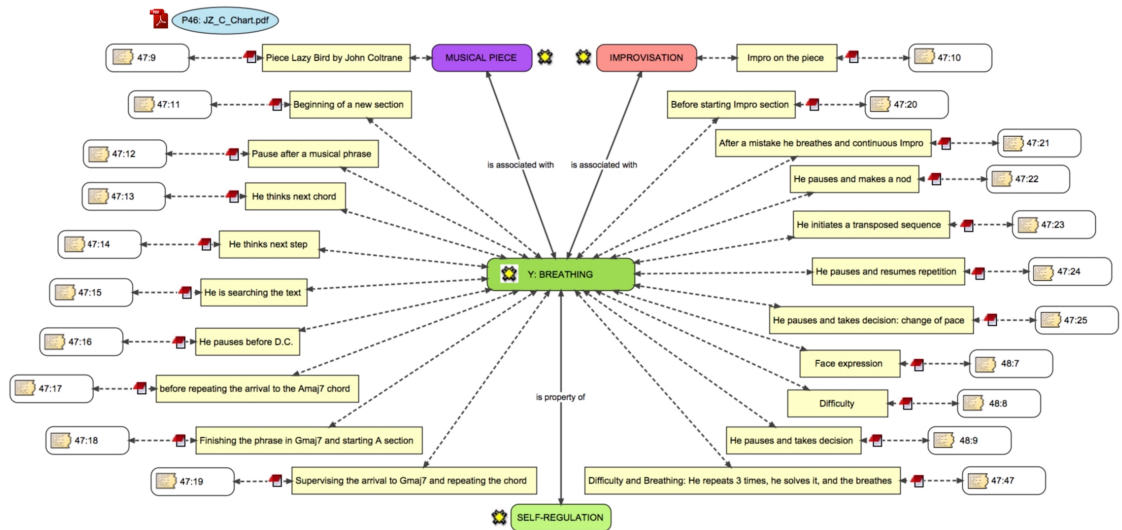 P46: JZ_C_Chart.pdf
47:9
Piece Lazy Bird by John Coltrane
MUSICAL PIECE
IMPROVISATION
Impro on the piece
47:10
47:11
Beginning of a new section
Before starting Impro section
47:20
47:12
Pause after a musical phrase
is associated with
is associated with
After a mistake he breathes and continuous Impro
47:21
47:13
He thinks next chord
He pauses and makes a nod
47:22
47:14
He thinks next step
He initiates a transposed sequence
47:23
Y: BREATHING
He pauses and resumes repetition
47:24
47:15
He is searching the text
He pauses and takes decision: change of pace
47:25
47:16
He pauses before D.C.
Face expression
48:7
47:17
before repeating the arrival to the Amaj7 chord
is property of
Difficulty
48:8
47:18
Finishing the phrase in Gmaj7 and starting A section
He pauses and takes decision
48:9
47:19
Supervising the arrival to Gmaj7 and repeating the chord
Difficulty and Breathing: He repeats 3 times, he solves it, and the breathes
47:47
SELF-REGULATION